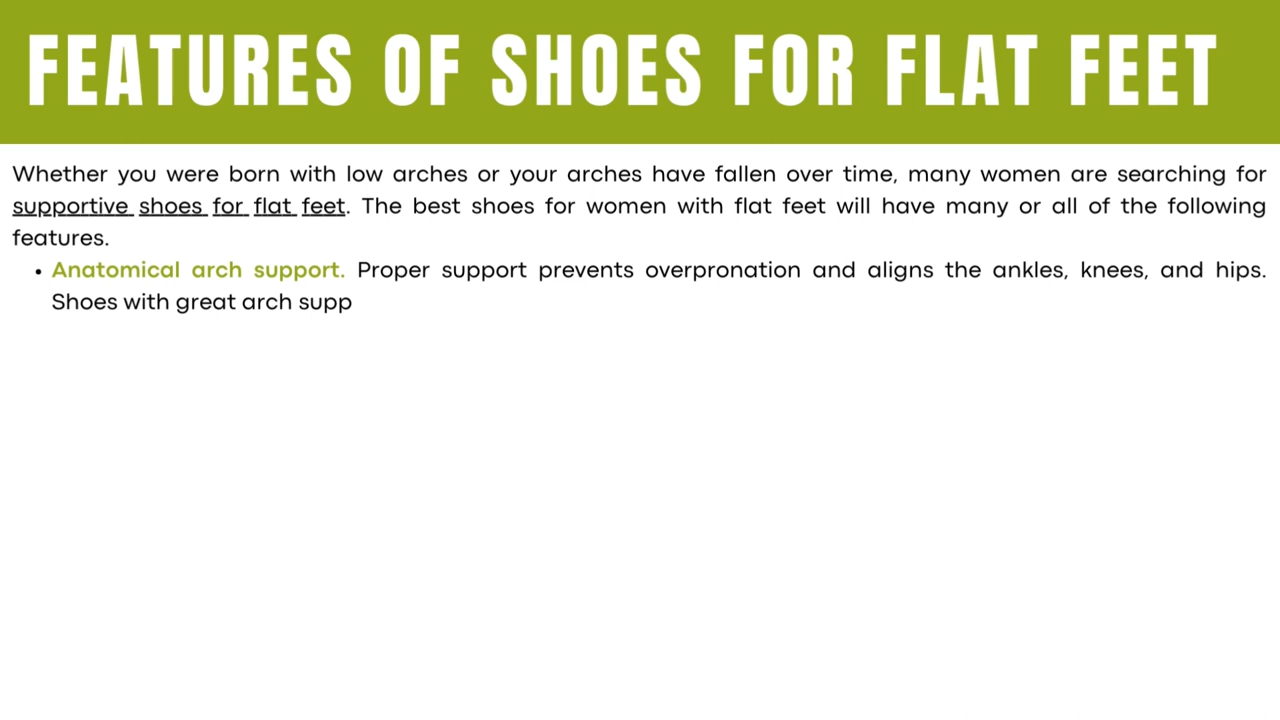 FEATURES OF SHOES FOR FLAT FEET
Whether you were born with low arches or your arches have fallen over time, many women are searching for
supportive shoes for flat feet. The best shoes for women with flat feet will have many or all of the following
features.
• Anatomical arch support. Proper support prevents overpronation and aligns the ankles, knees, and hips.
Shoes with great arch supp